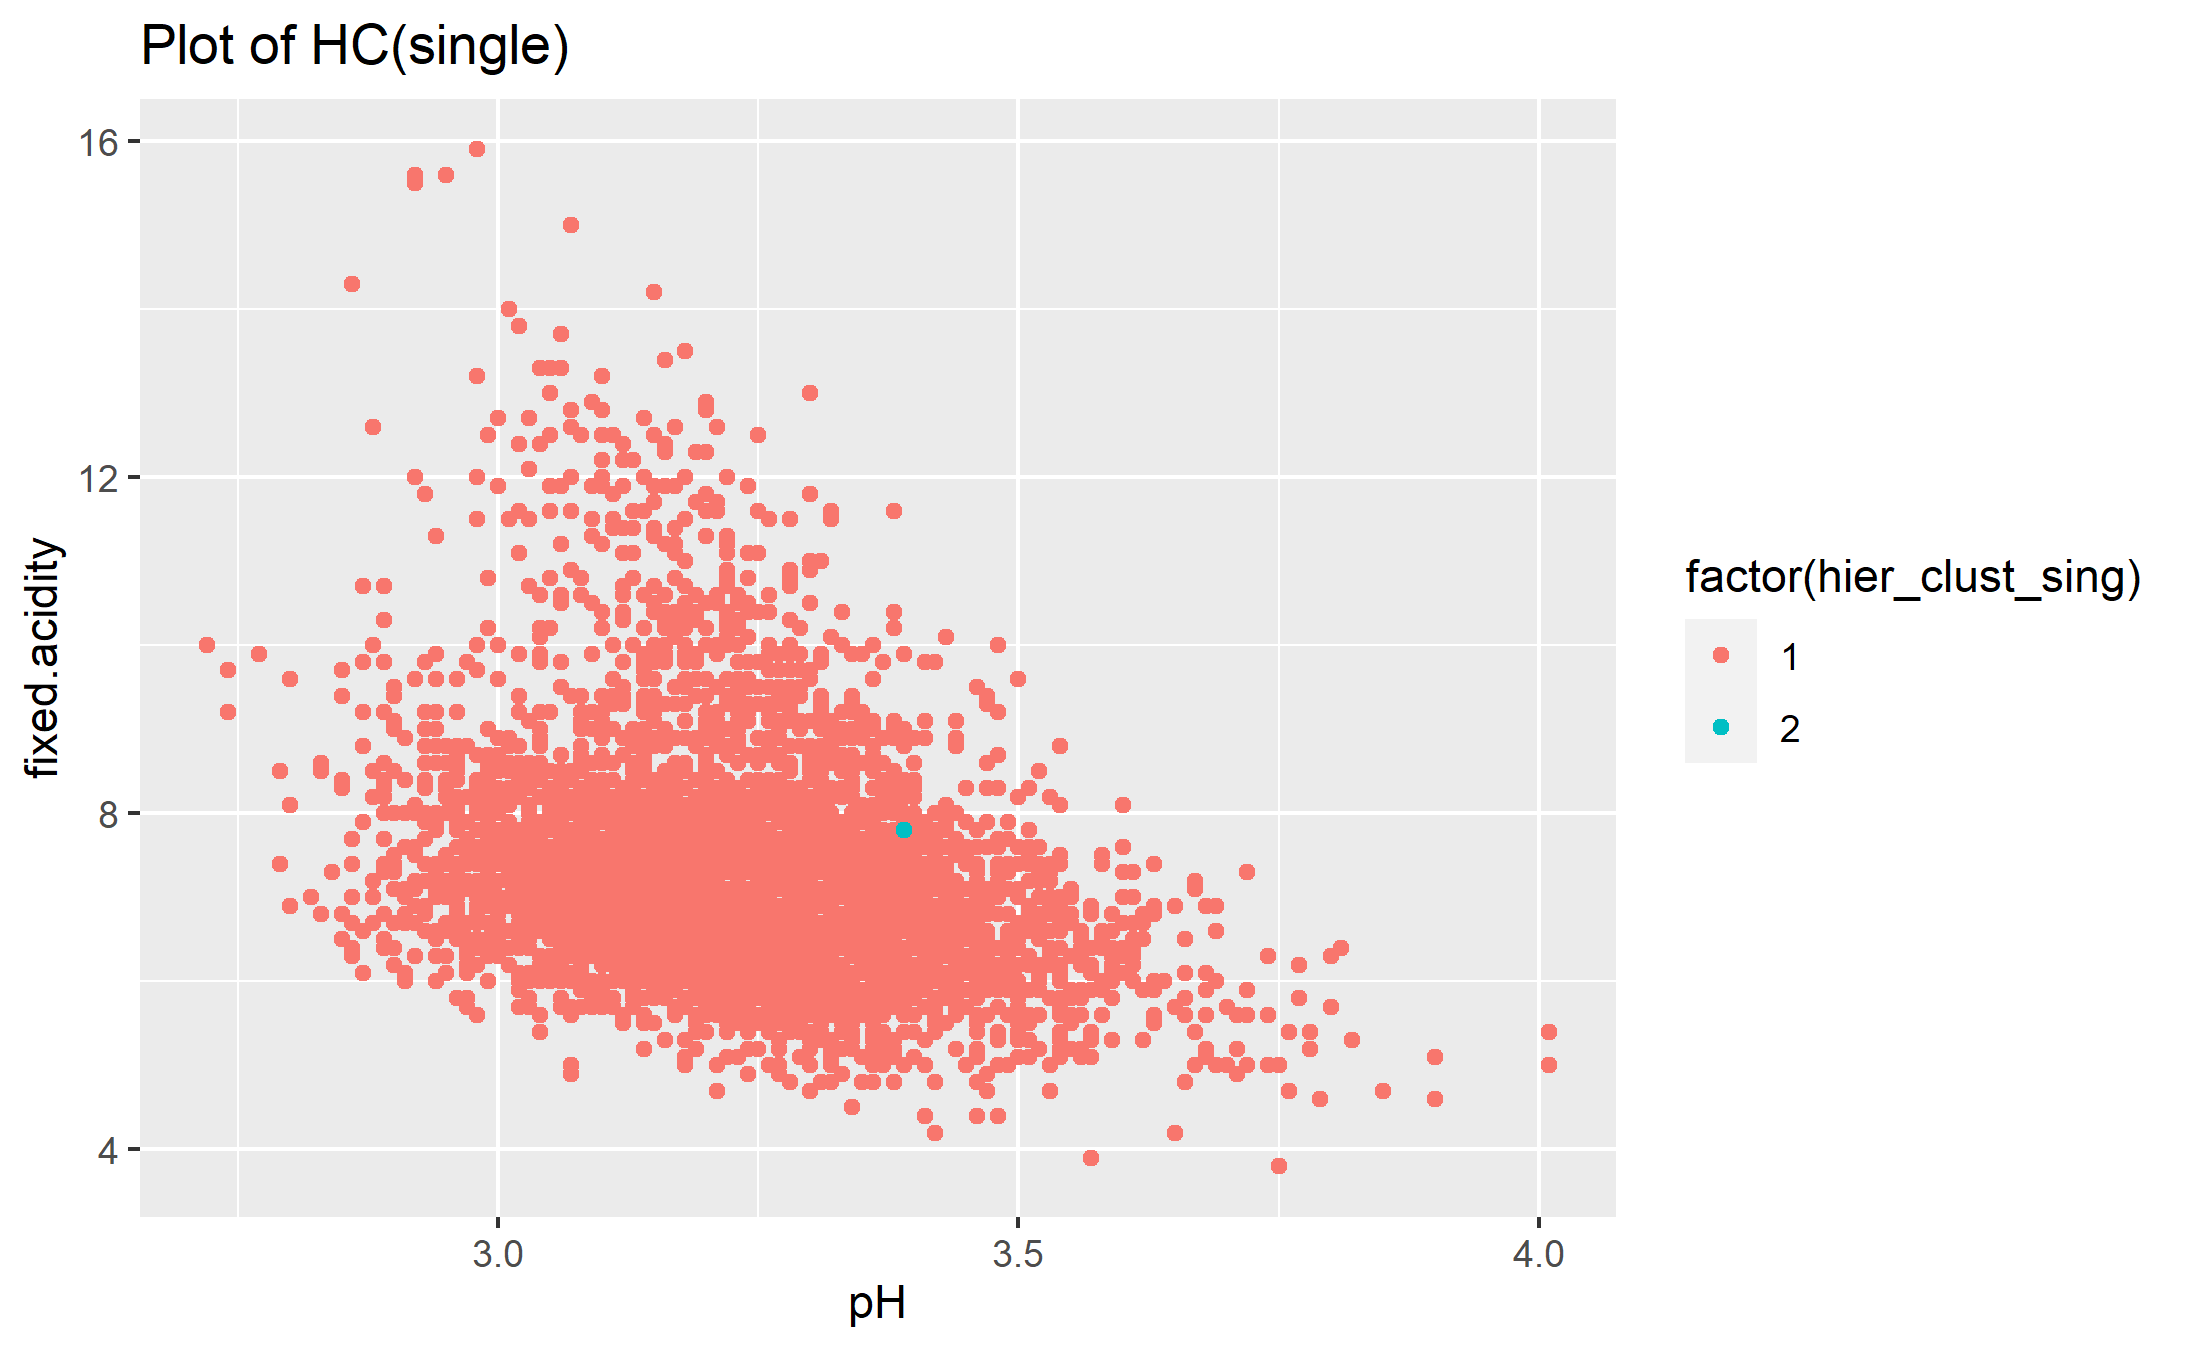 Plot of HC(single)
16
12
8
4
fixed.acidity
3.0 3.5 4.0
pH
factor(hier_clust_sing)
1
2